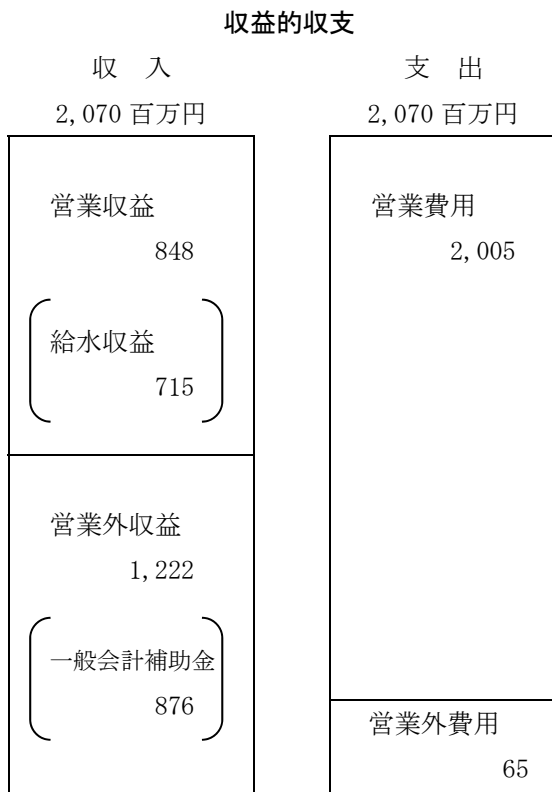 収益的収支
収 入
2,070 百万円
営業収益
848
給水収益
715
営業外収益
1,222
一般会計補助金
876
支 出
2,070 百万円
営業費用
2,005
営業外費用
65